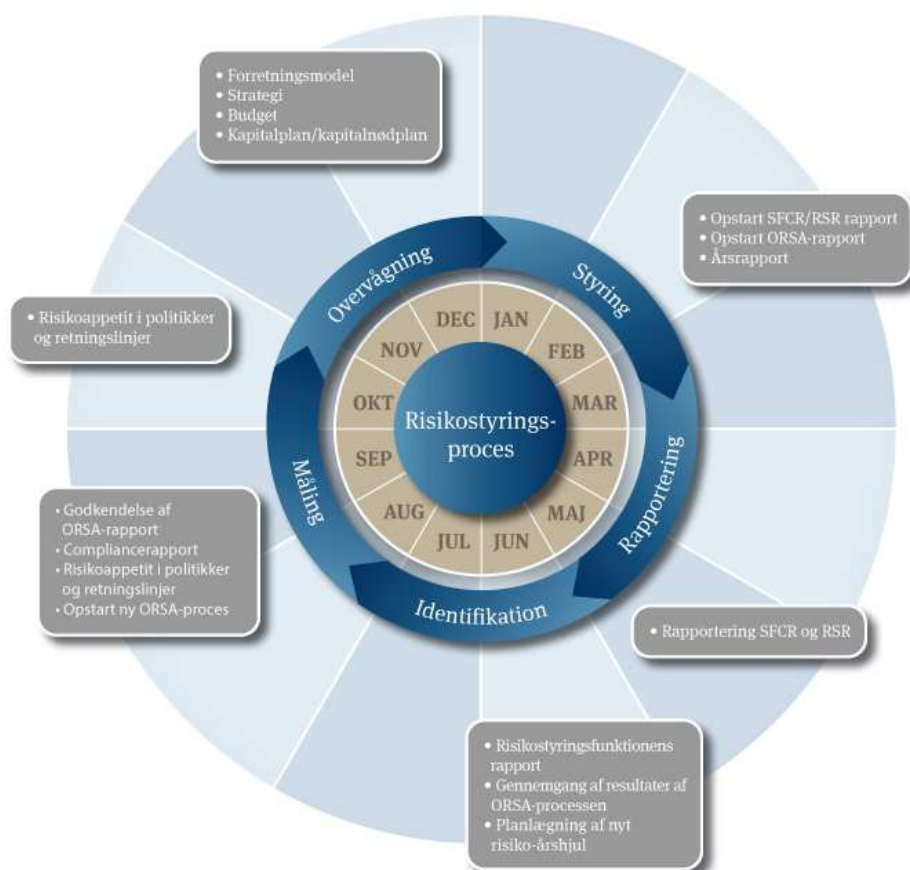 • Forretningsmodel
• Strategi
• Budget
• Kapitalplan/kapitalnødplan
• Opstart SFCR/RSR rapport
• Opstart ORSA-rapport
• Årsrapport
• Risikoappetit i politikker
og retningslinjer
Overvågning
Styring
DEC
JAN
NOV
FEB
OKT
MAR
Risikostyrings-
proces
SEP
APR
AUG
MAJ
JUL
JUN
Måling
Rapportering
Identifikation
• Godkendelse af
ORSA-rapport
• Compliancerapport
• Risikoappetit i politikker
og retningslinjer
• Opstart ny ORSA-proces
• Rapportering SFCR og RSR
• Risikostyringsfunktionens
rapport
• Gennemgang af resultater af
ORSA-processen
• Planlægning af nyt
risiko-årshjul